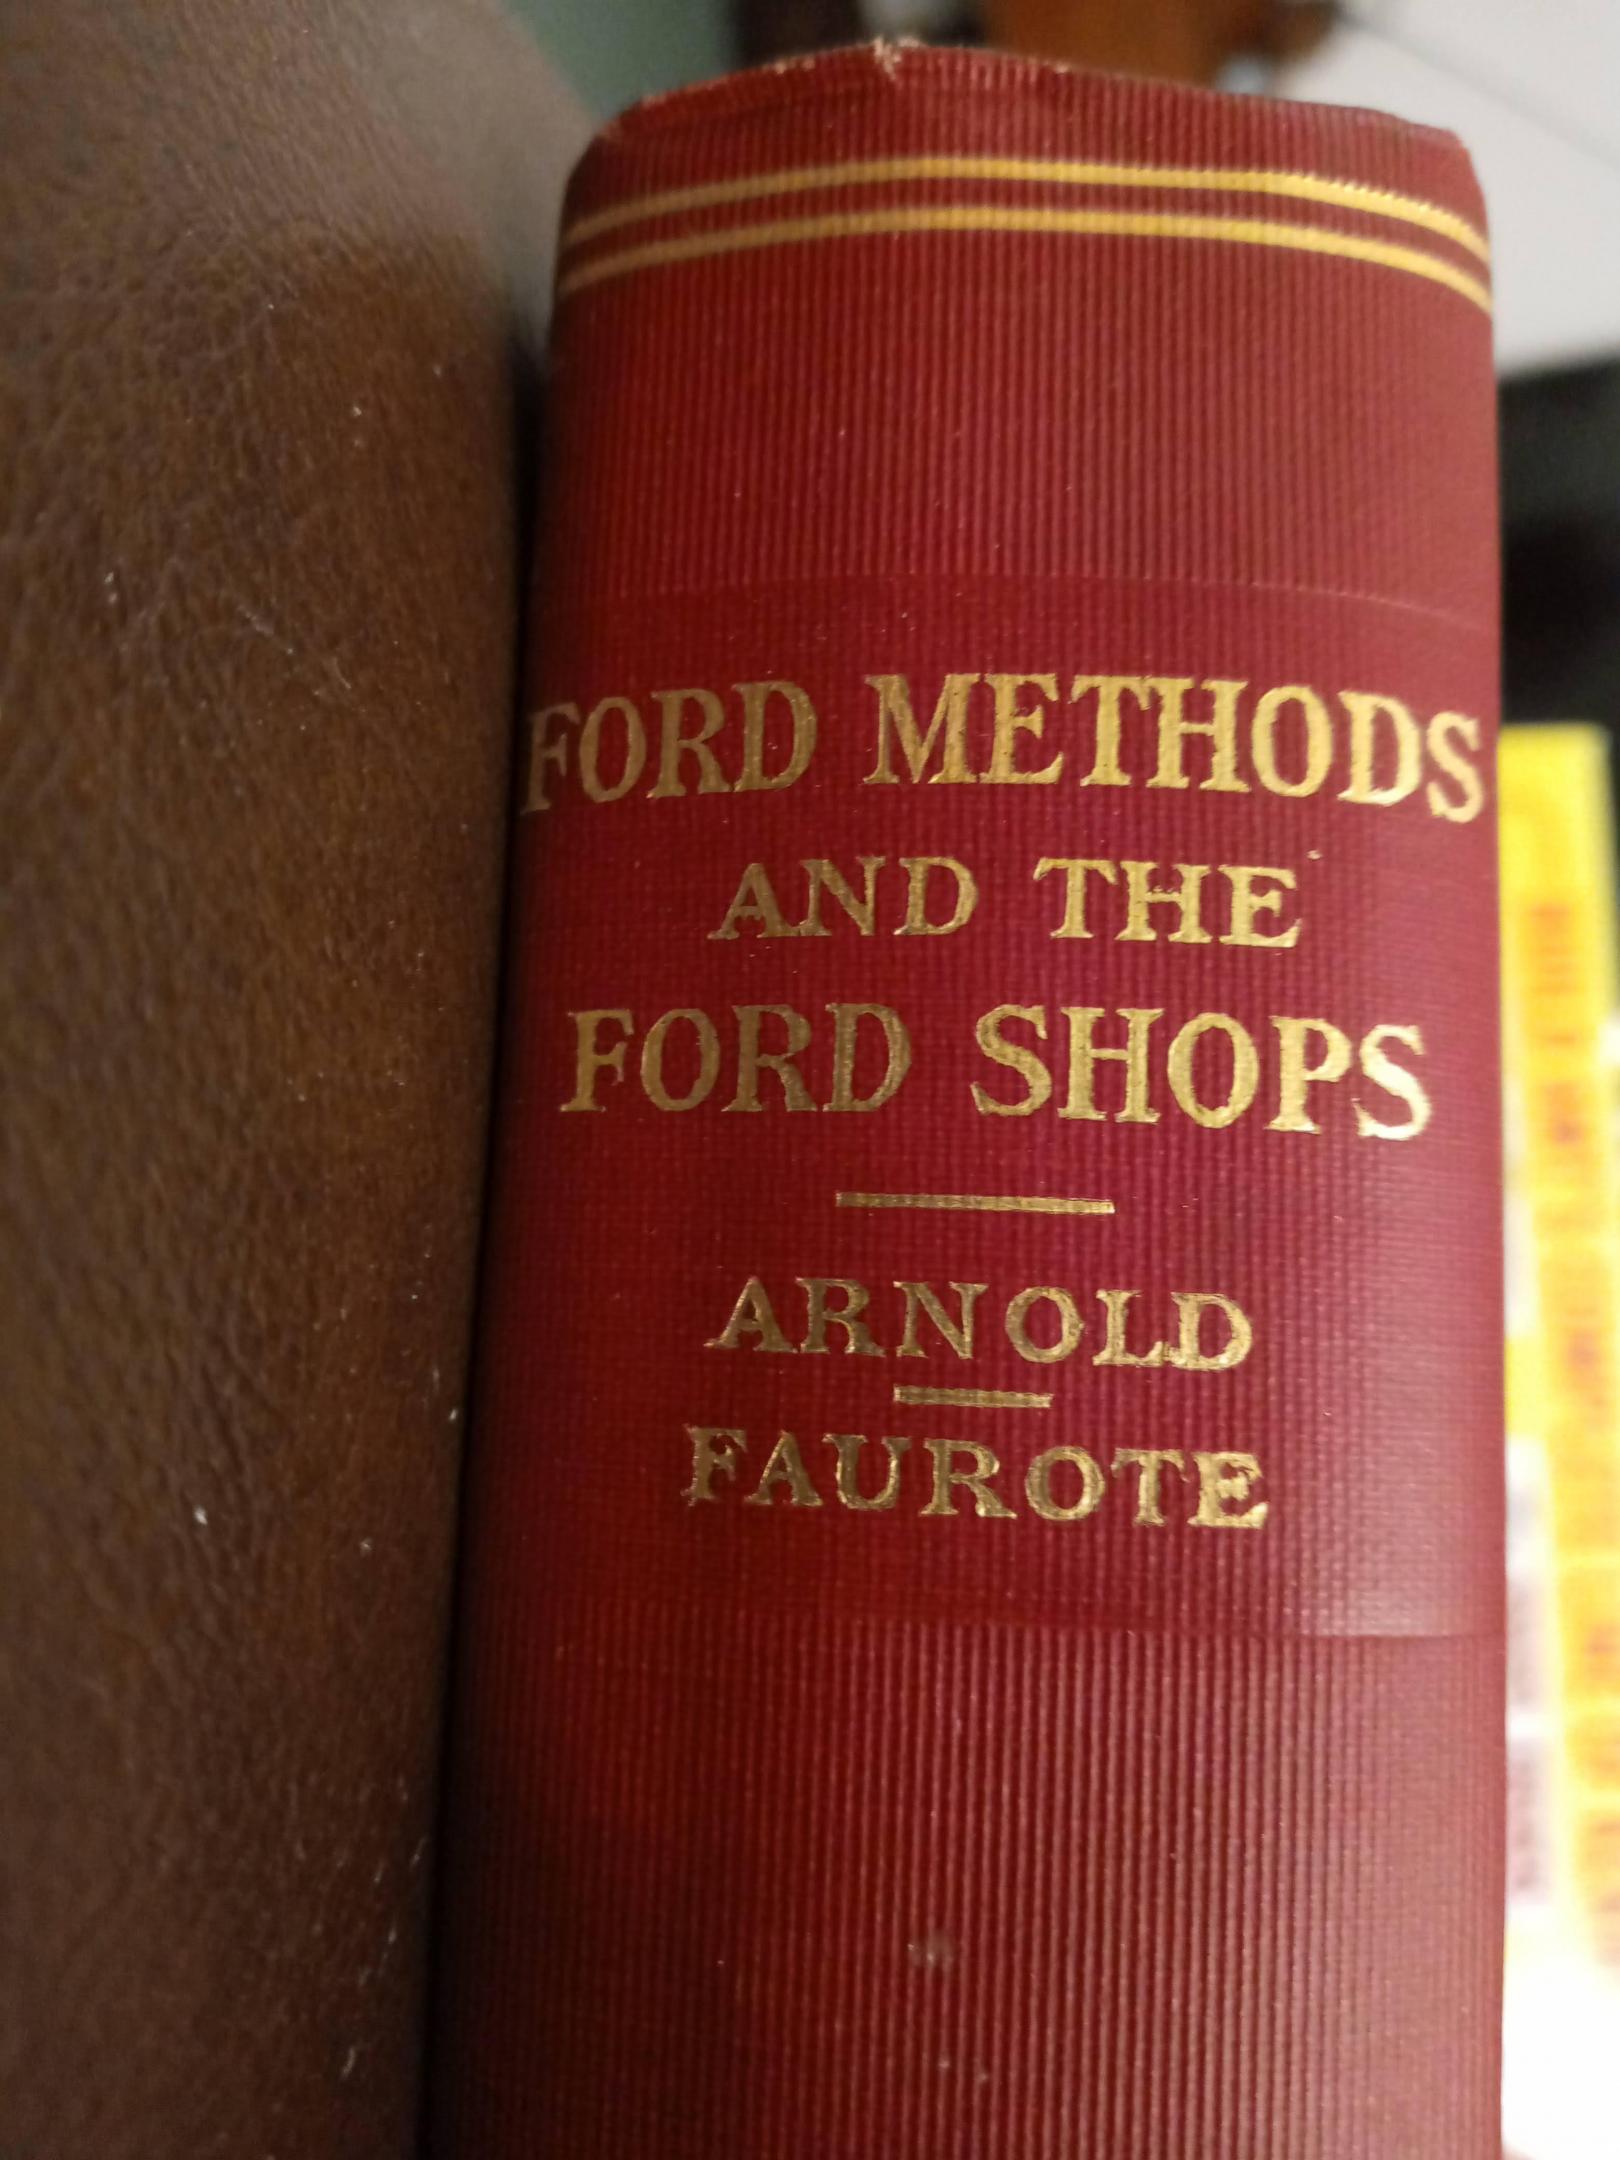 FORD METHODS
AND THE
FORD SHOPS
ARNOLD
FAUROTE